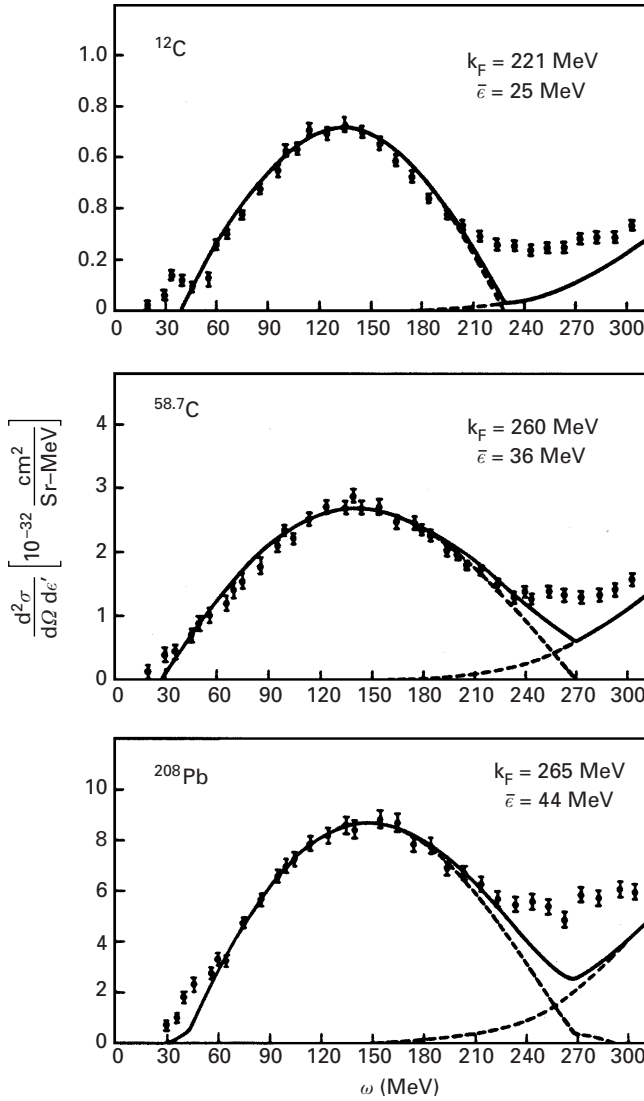 ¹²C
k_F = 221 MeV
ε̄ = 25 MeV
1.0
0.8
0.6
0.8
0.2
0
0 30 60 90 120 150 180 210 240 270 300
⁵⁸·⁷C
k_F = 260 MeV
ε̄ = 36 MeV
4
3
2
1
0
0 30 60 90 120 150 180 210 240 270 300
d²σ/dΩ dε′ [10⁻³² cm²/Sr–MeV]
²⁰⁸Pb
k_F = 265 MeV
ε̄ = 44 MeV
10
8
6
4
2
0
0 30 60 90 120 150 180 210 240 270 300
ω (MeV)